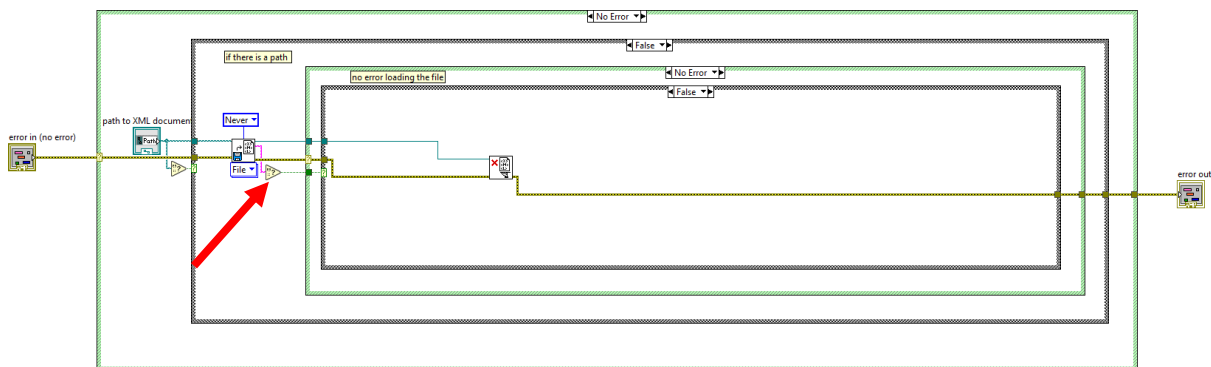 No Error
False
if there is a path
No Error
no error loading the file
False
Never
path to XML document
Path
error in (no error)
File
error out